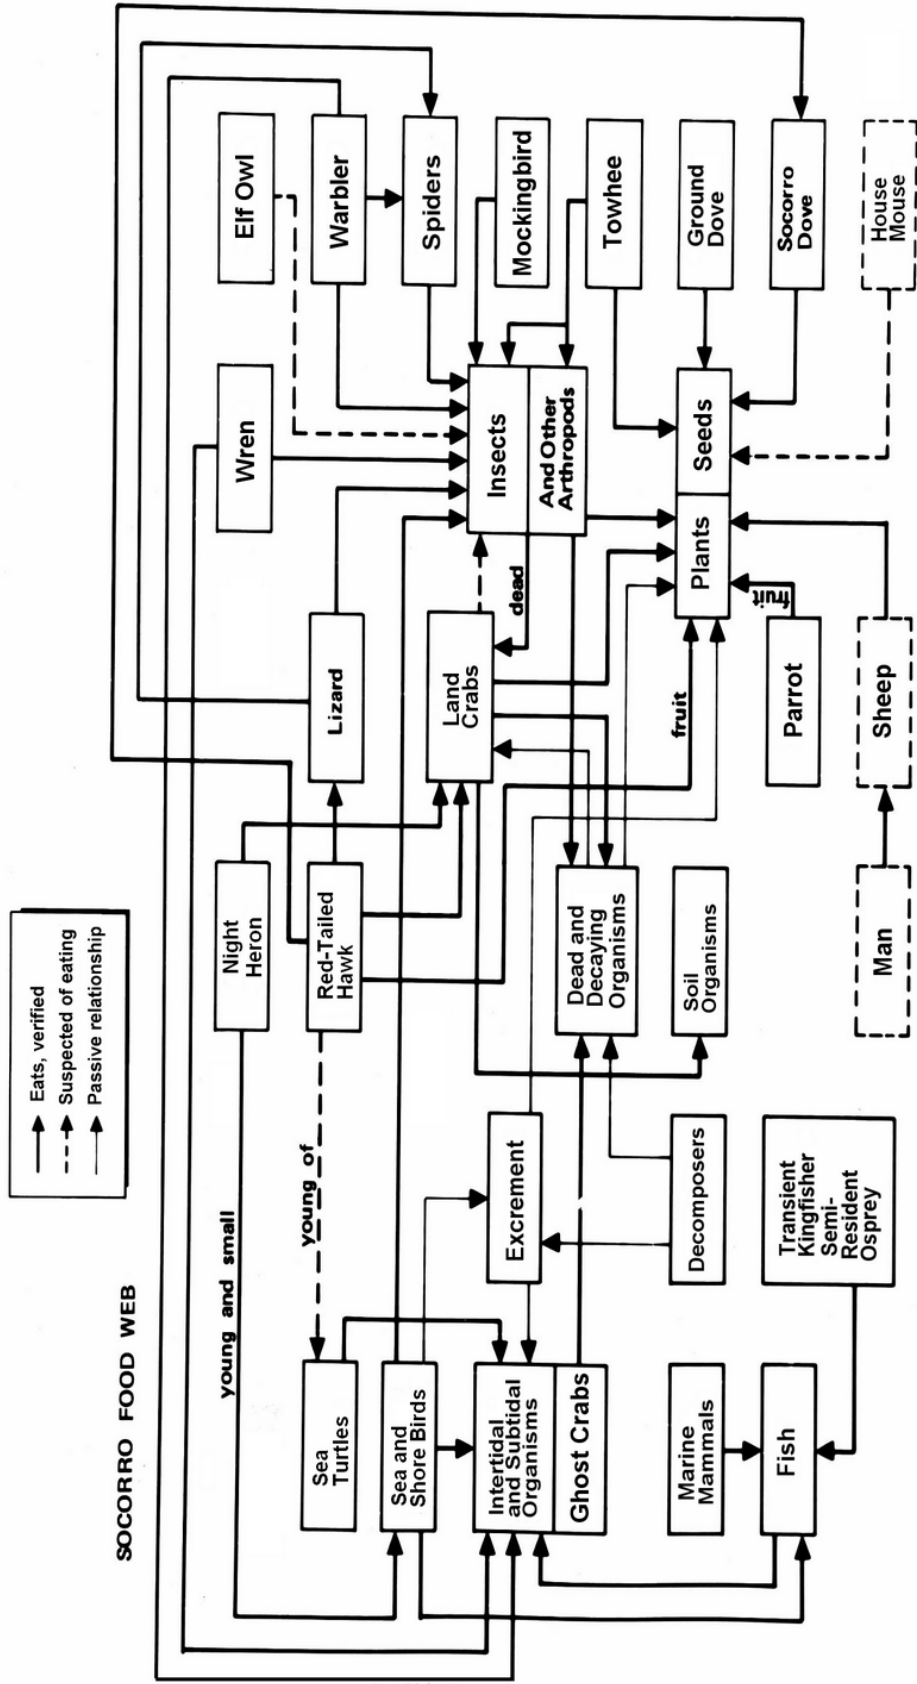 SOCORRO FOOD WEB
Eats, verified
Suspected of eating
Passive relationship
young and small
young of
Night
Heron
Wren
Elf Owl
Sea
Turtles
Red-Tailed
Hawk
Lizard
Warbler
Sea and
Shore Birds
Spiders
Land
Crabs
dead
Intertidal
and Subtidal
Organisms
Ghost Crabs
Excrement
Insects
And Other
Arthropods
Mockingbird
Dead and
Decaying
Organisms
Towhee
fruit
Marine
Mammals
Decomposers
Soil
Organisms
Plants
Seeds
Ground
Dove
fruit
Fish
Transient
Kingfisher
Semi-
Resident
Osprey
Parrot
Socorro
Dove
Man
Sheep
House
Mouse